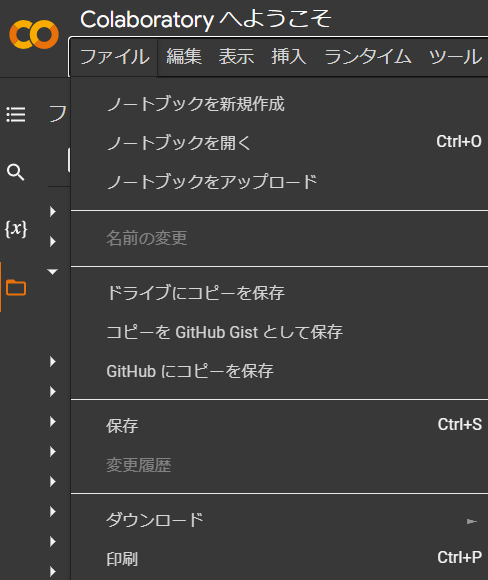 Colaboratory へようこそ
ファイル 編集 表示 挿入 ランタイム ツール
フ
ノートブックを新規作成
ノートブックを開く Ctrl+O
ノートブックをアップロード
{x}
名前の変更
ドライブにコピーを保存
コピーを GitHub Gist として保存
GitHub にコピーを保存
保存 Ctrl+S
変更履歴
ダウンロード
印刷 Ctrl+P